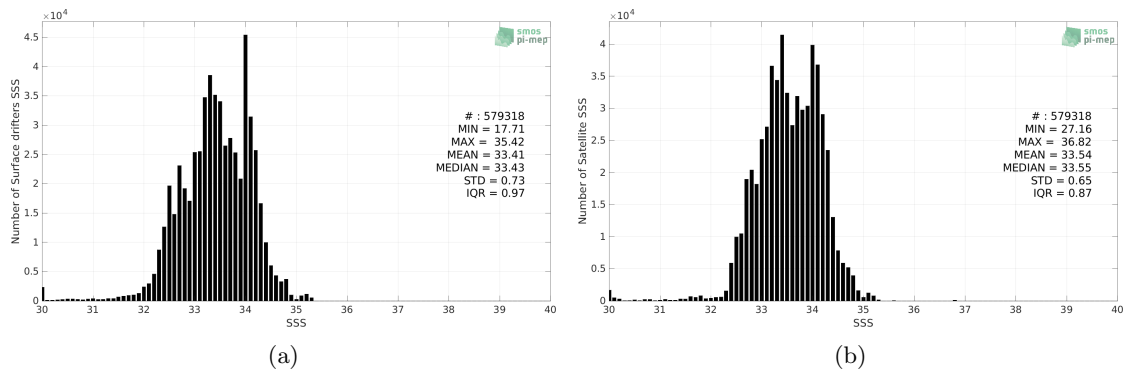 ×10⁴
4.5
4
3.5
3
2.5
2
1.5
1
0.5
0
Number of Surface drifters SSS
30 31 32 33 34 35 36 37 38 39 40
SSS
smos
pi-mep
# : 579318
MIN = 17.71
MAX = 35.42
MEAN = 33.41
MEDIAN = 33.43
STD = 0.73
IQR = 0.97
(a)
×10⁴
4
3.5
3
2.5
2
1.5
1
0.5
0
Number of Satellite SSS
30 31 32 33 34 35 36 37 38 39 40
SSS
smos
pi-mep
# : 579318
MIN = 27.16
MAX = 36.82
MEAN = 33.54
MEDIAN = 33.55
STD = 0.65
IQR = 0.87
(b)